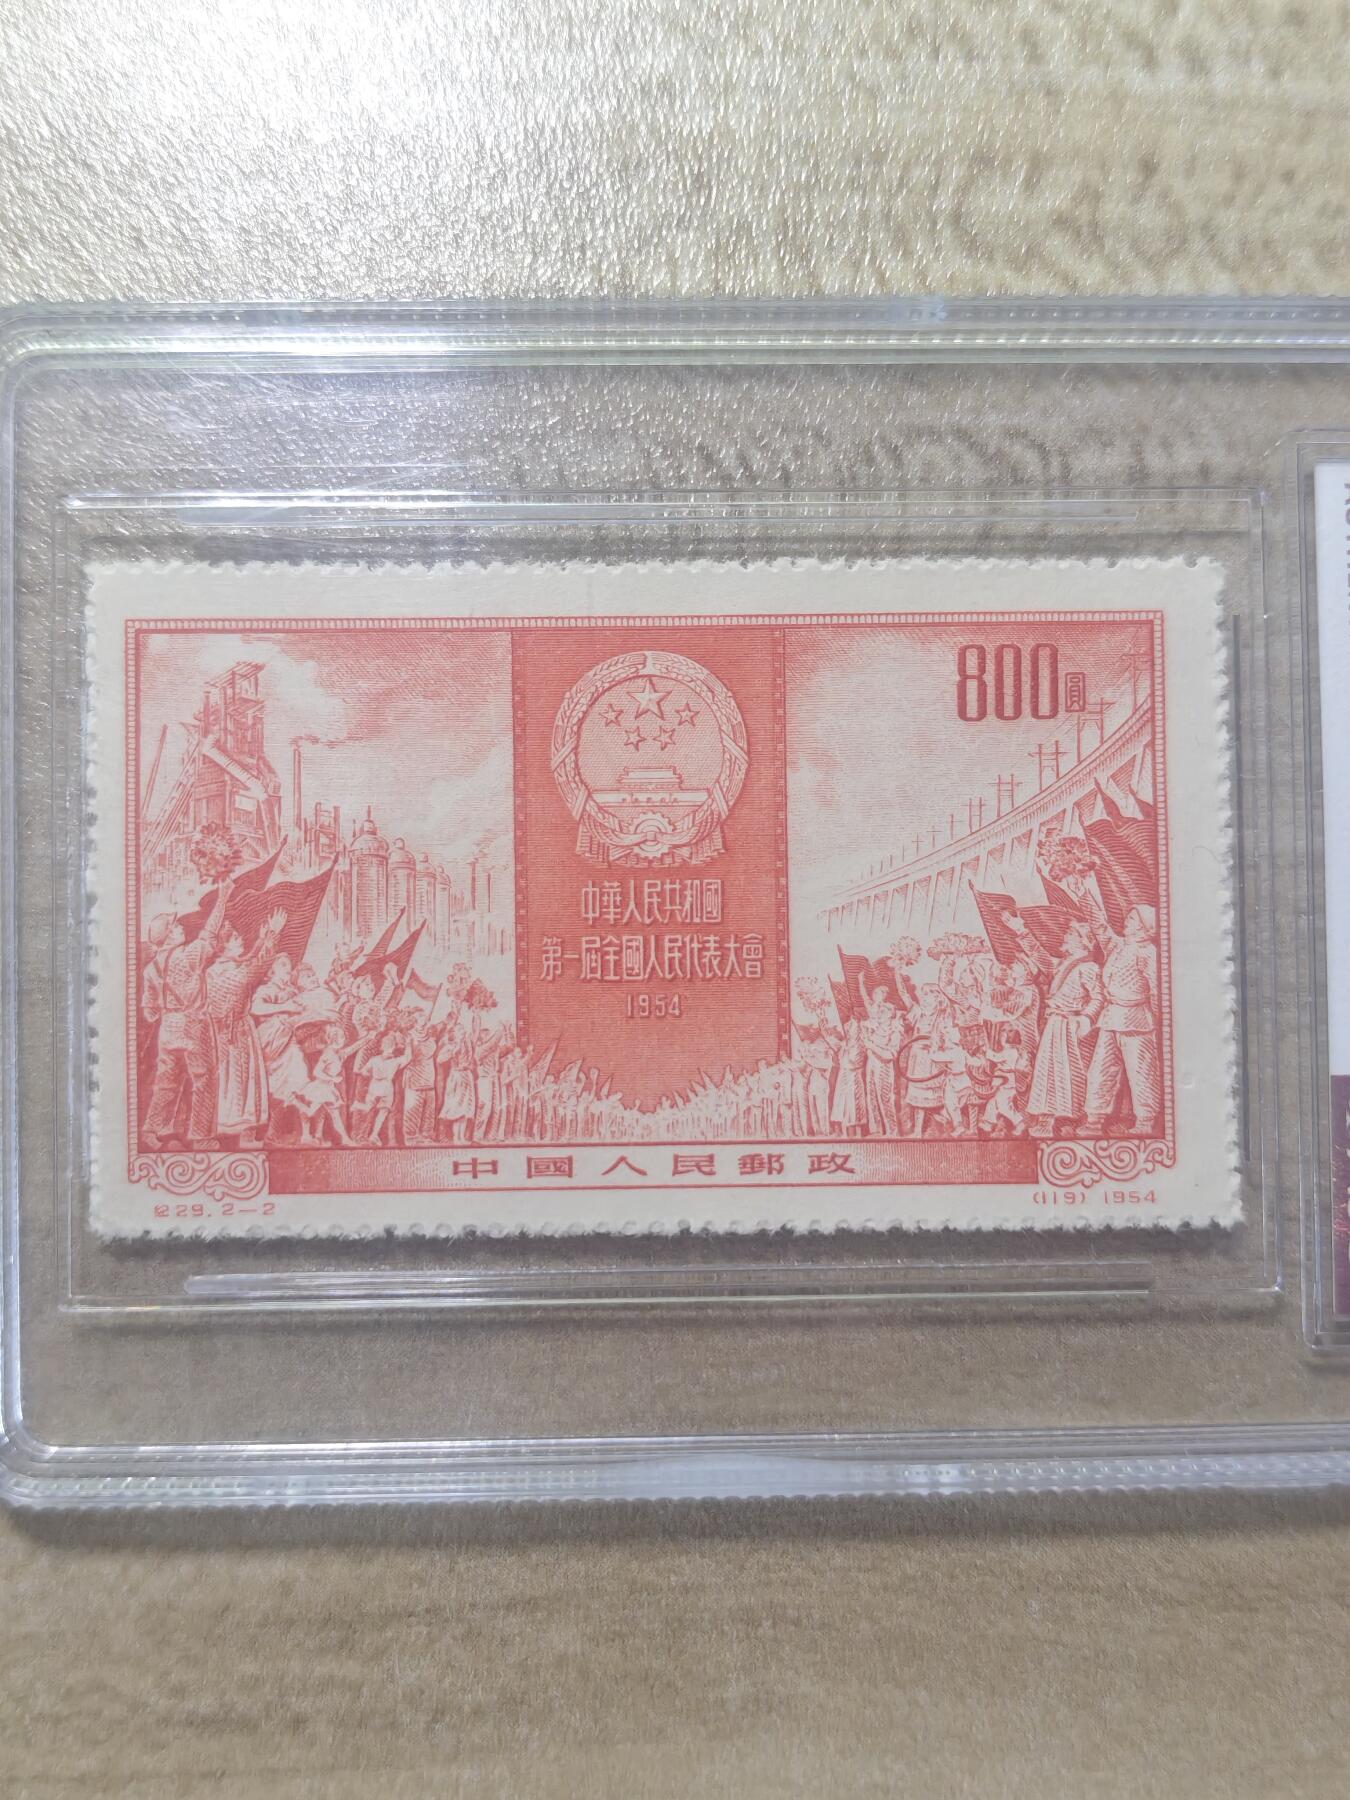 800圓
中華人民共和國
第一屆全國人民代表大會
1954
中國人民郵政
紀29.2—2
(119) 1954